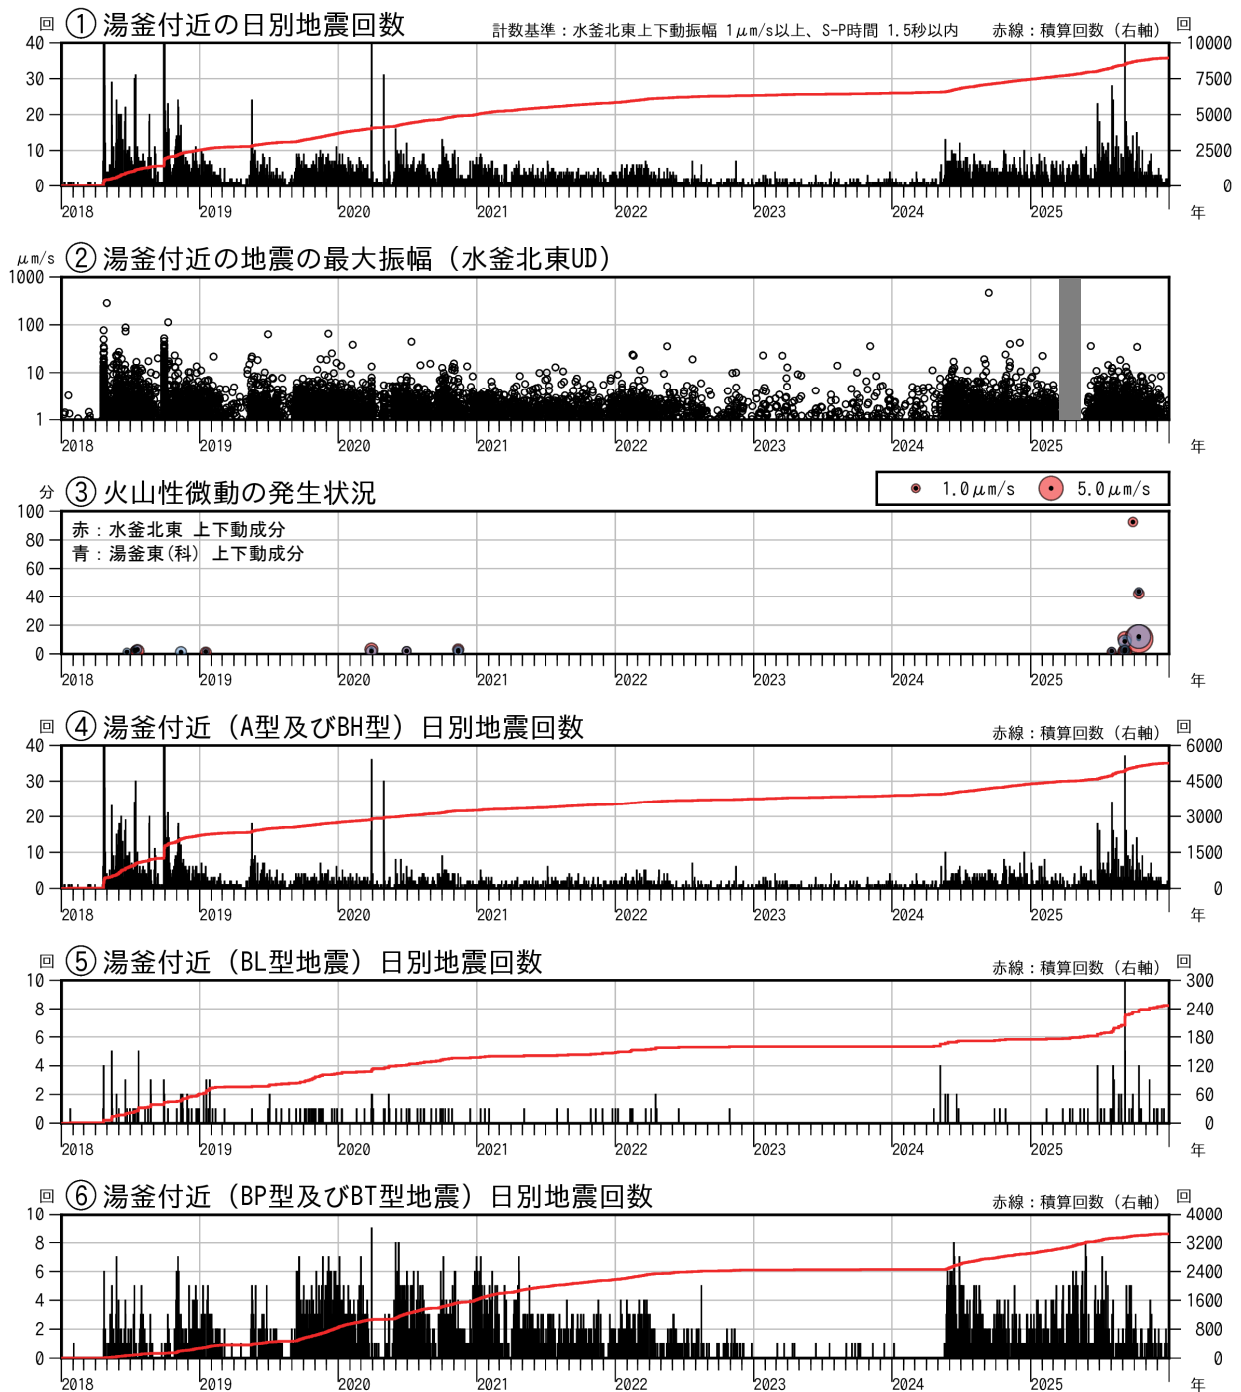 回 ①湯釜付近の日別地震回数 計数基準：水釜北東上下動振幅 1μm/s以上、S-P時間 1.5秒以内 赤線：積算回数（右軸） 回
40 10000
30 7500
20 5000
10 2500
0 0
2018 2019 2020 2021 2022 2023 2024 2025 年
μm/s ②湯釜付近の地震の最大振幅（水釜北東UD）
1000
100
10
1
2018 2019 2020 2021 2022 2023 2024 2025 年
分 ③火山性微動の発生状況 1.0μm/s 5.0μm/s
100
赤：水釜北東 上下動成分
80
青：湯釜東(科) 上下動成分
60
40
20
0
2018 2019 2020 2021 2022 2023 2024 2025 年
回 ④湯釜付近（A型及びBH型）日別地震回数 赤線：積算回数（右軸） 回
40 6000
30 4500
20 3000
10 1500
0 0
2018 2019 2020 2021 2022 2023 2024 2025 年
回 ⑤湯釜付近（BL型地震）日別地震回数 赤線：積算回数（右軸） 回
10 300
8 240
6 180
4 120
2 60
0 0
2018 2019 2020 2021 2022 2023 2024 2025 年
回 ⑥湯釜付近（BP型及びBT型地震）日別地震回数 赤線：積算回数（右軸） 回
10 4000
8 3200
6 2400
4 1600
2 800
0 0
2018 2019 2020 2021 2022 2023 2024 2025 年